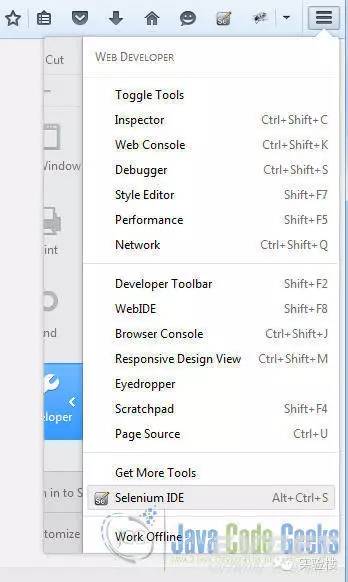 WEB DEVELOPER
Cut
Toggle Tools
Inspector Ctrl+Shift+C
Web Console Ctrl+Shift+K
Window
Debugger Ctrl+Shift+S
Style Editor Shift+F7
Performance Shift+F5
Network Ctrl+Shift+Q
Developer Toolbar Shift+F2
WebIDE Shift+F8
Browser Console Ctrl+Shift+J
Responsive Design View Ctrl+Shift+M
Eyedropper
Scratchpad Shift+F4
eloper
Page Source Ctrl+U
Get More Tools
n in to S
Selenium IDE Alt+Ctrl+S
ustomize
Work Offline
Java Code Geeks
实验楼